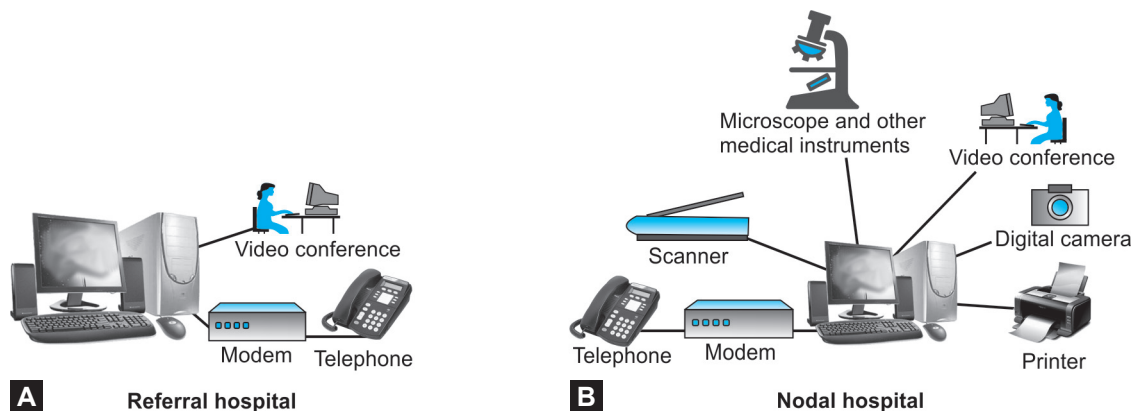 Video conference
Modem
Telephone
A
Referral hospital
Microscope and other
medical instruments
Video conference
Digital camera
Scanner
Telephone
Modem
Printer
B
Nodal hospital